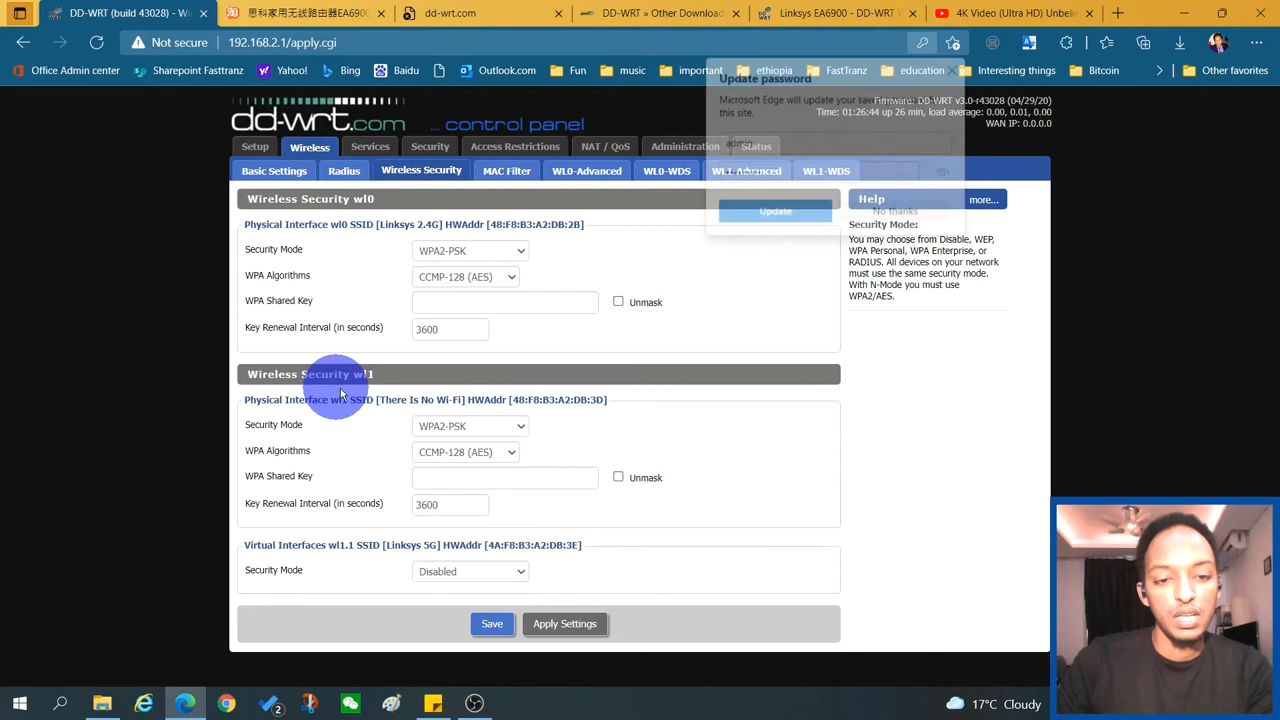 DD-WRT (build 43028) - Wi
思科家用无线路由器EA6900
dd-wrt.com
DD-WRT » Other Download
Linksys EA6900 - DD-WRT W
4K Video (Ultra HD) Unbeli
Not secure
192.168.2.1/apply.cgi
Office Admin center
Sharepoint Fasttranz
Yahoo!
Bing
Baidu
Outlook.com
Fun
music
important
ethiopia
FastTranz
education
Interesting things
Bitcoin
Other favorites
Update password
Microsoft Edge will update your
this site.
admin
Update
No thanks
Firmware: DD-WRT v3.0-r43028 (04/29/20)
Time: 01:26:44 up 26 min, load average: 0.00, 0.01, 0.00
WAN IP: 0.0.0.0
dd-wrt.com ... control panel
Setup
Wireless
Services
Security
Access Restrictions
NAT / QoS
Administration
Status
Basic Settings
Radius
Wireless Security
MAC Filter
WL0-Advanced
WL0-WDS
WL1-Advanced
WL1-WDS
Wireless Security wl0
Physical Interface wl0 SSID [Linksys 2.4G] HWAddr [48:F8:B3:A2:DB:2B]
Security Mode
WPA2-PSK
WPA Algorithms
CCMP-128 (AES)
WPA Shared Key
Unmask
Key Renewal Interval (in seconds)
3600
Wireless Security wl1
Physical Interface wl1 SSID [There Is No Wi-Fi] HWAddr [48:F8:B3:A2:DB:3D]
Security Mode
WPA2-PSK
WPA Algorithms
CCMP-128 (AES)
WPA Shared Key
Unmask
Key Renewal Interval (in seconds)
3600
Virtual Interfaces wl1.1 SSID [Linksys 5G] HWAddr [4A:F8:B3:A2:DB:3E]
Security Mode
Disabled
Save
Apply Settings
Help
more...
Security Mode:
You may choose from Disable, WEP,
WPA Personal, WPA Enterprise, or
RADIUS. All devices on your network
must use the same security mode.
With N-Mode you must use
WPA2/AES.
2
17°C Cloudy